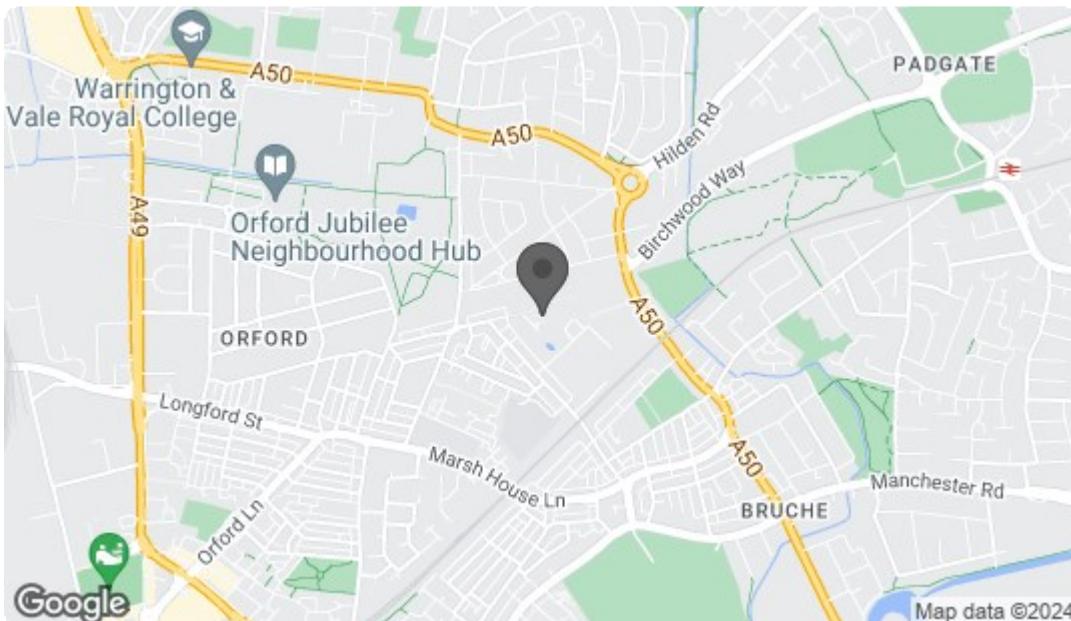 A50
Warrington &
Vale Royal College
PADGATE
A50
Hilden Rd
Birchwood Way
A49
Orford Jubilee
Neighbourhood Hub
A50
ORFORD
Longford St
Marsh House Ln
A50
Manchester Rd
BRUCHE
Orford Ln
Google
Map data ©2024